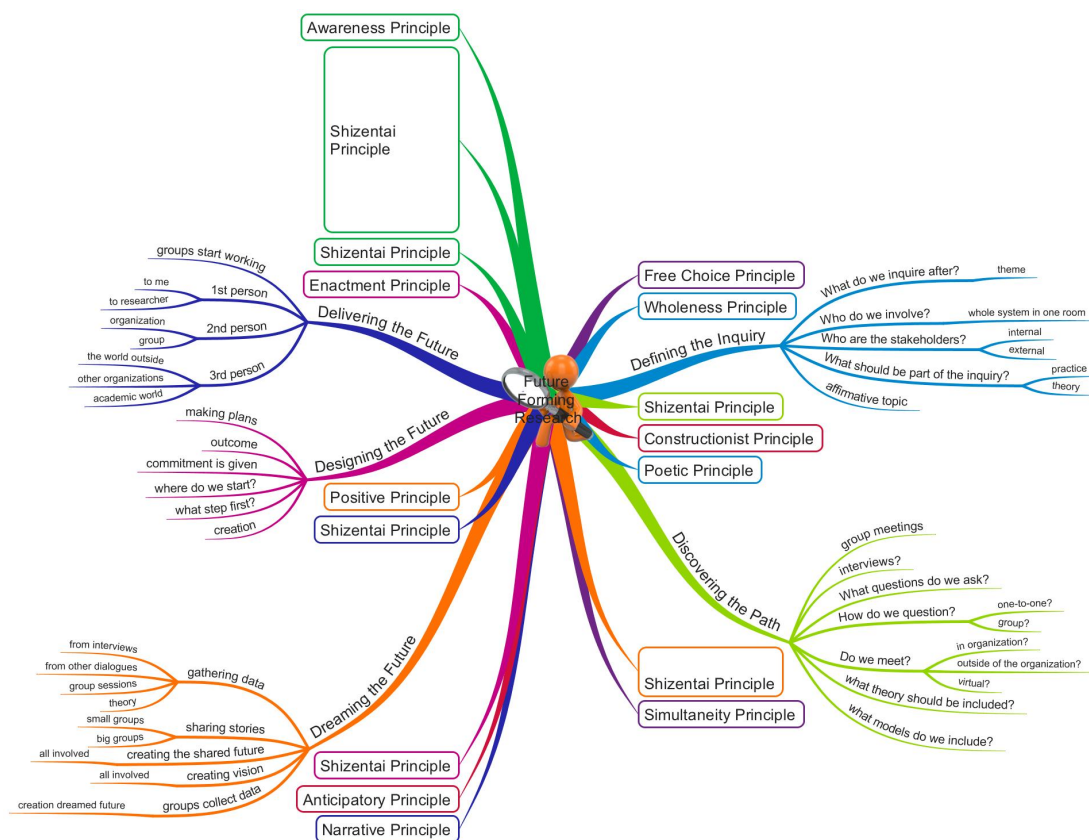 Awareness Principle
Shizentai
Principle
Shizentai Principle
Enactment Principle
Delivering the Future
groups start working
1st person
to me
to researcher
2nd person
organization
group
3rd person
the world outside
other organizations
academic world
Designing the Future
making plans
outcome
commitment is given
where do we start?
what step first?
creation
Positive Principle
Shizentai Principle
Dreaming the Future
gathering data
from interviews
from other dialogues
group sessions
theory
sharing stories
small groups
big groups
creating the shared future
all involved
creating vision
all involved
groups collect data
creation dreamed future
Shizentai Principle
Anticipatory Principle
Narrative Principle
Future
Forming
Research
Free Choice Principle
Wholeness Principle
Defining the Inquiry
What do we inquire after?
theme
Who do we involve?
whole system in one room
Who are the stakeholders?
internal
external
What should be part of the inquiry?
practice
theory
affirmative topic
Shizentai Principle
Constructionist Principle
Poetic Principle
Discovering the Path
group meetings
interviews?
What questions do we ask?
How do we question?
one-to-one?
group?
Do we meet?
in organization?
outside of the organization?
virtual?
what theory should be included?
what models do we include?
Shizentai Principle
Simultaneity Principle